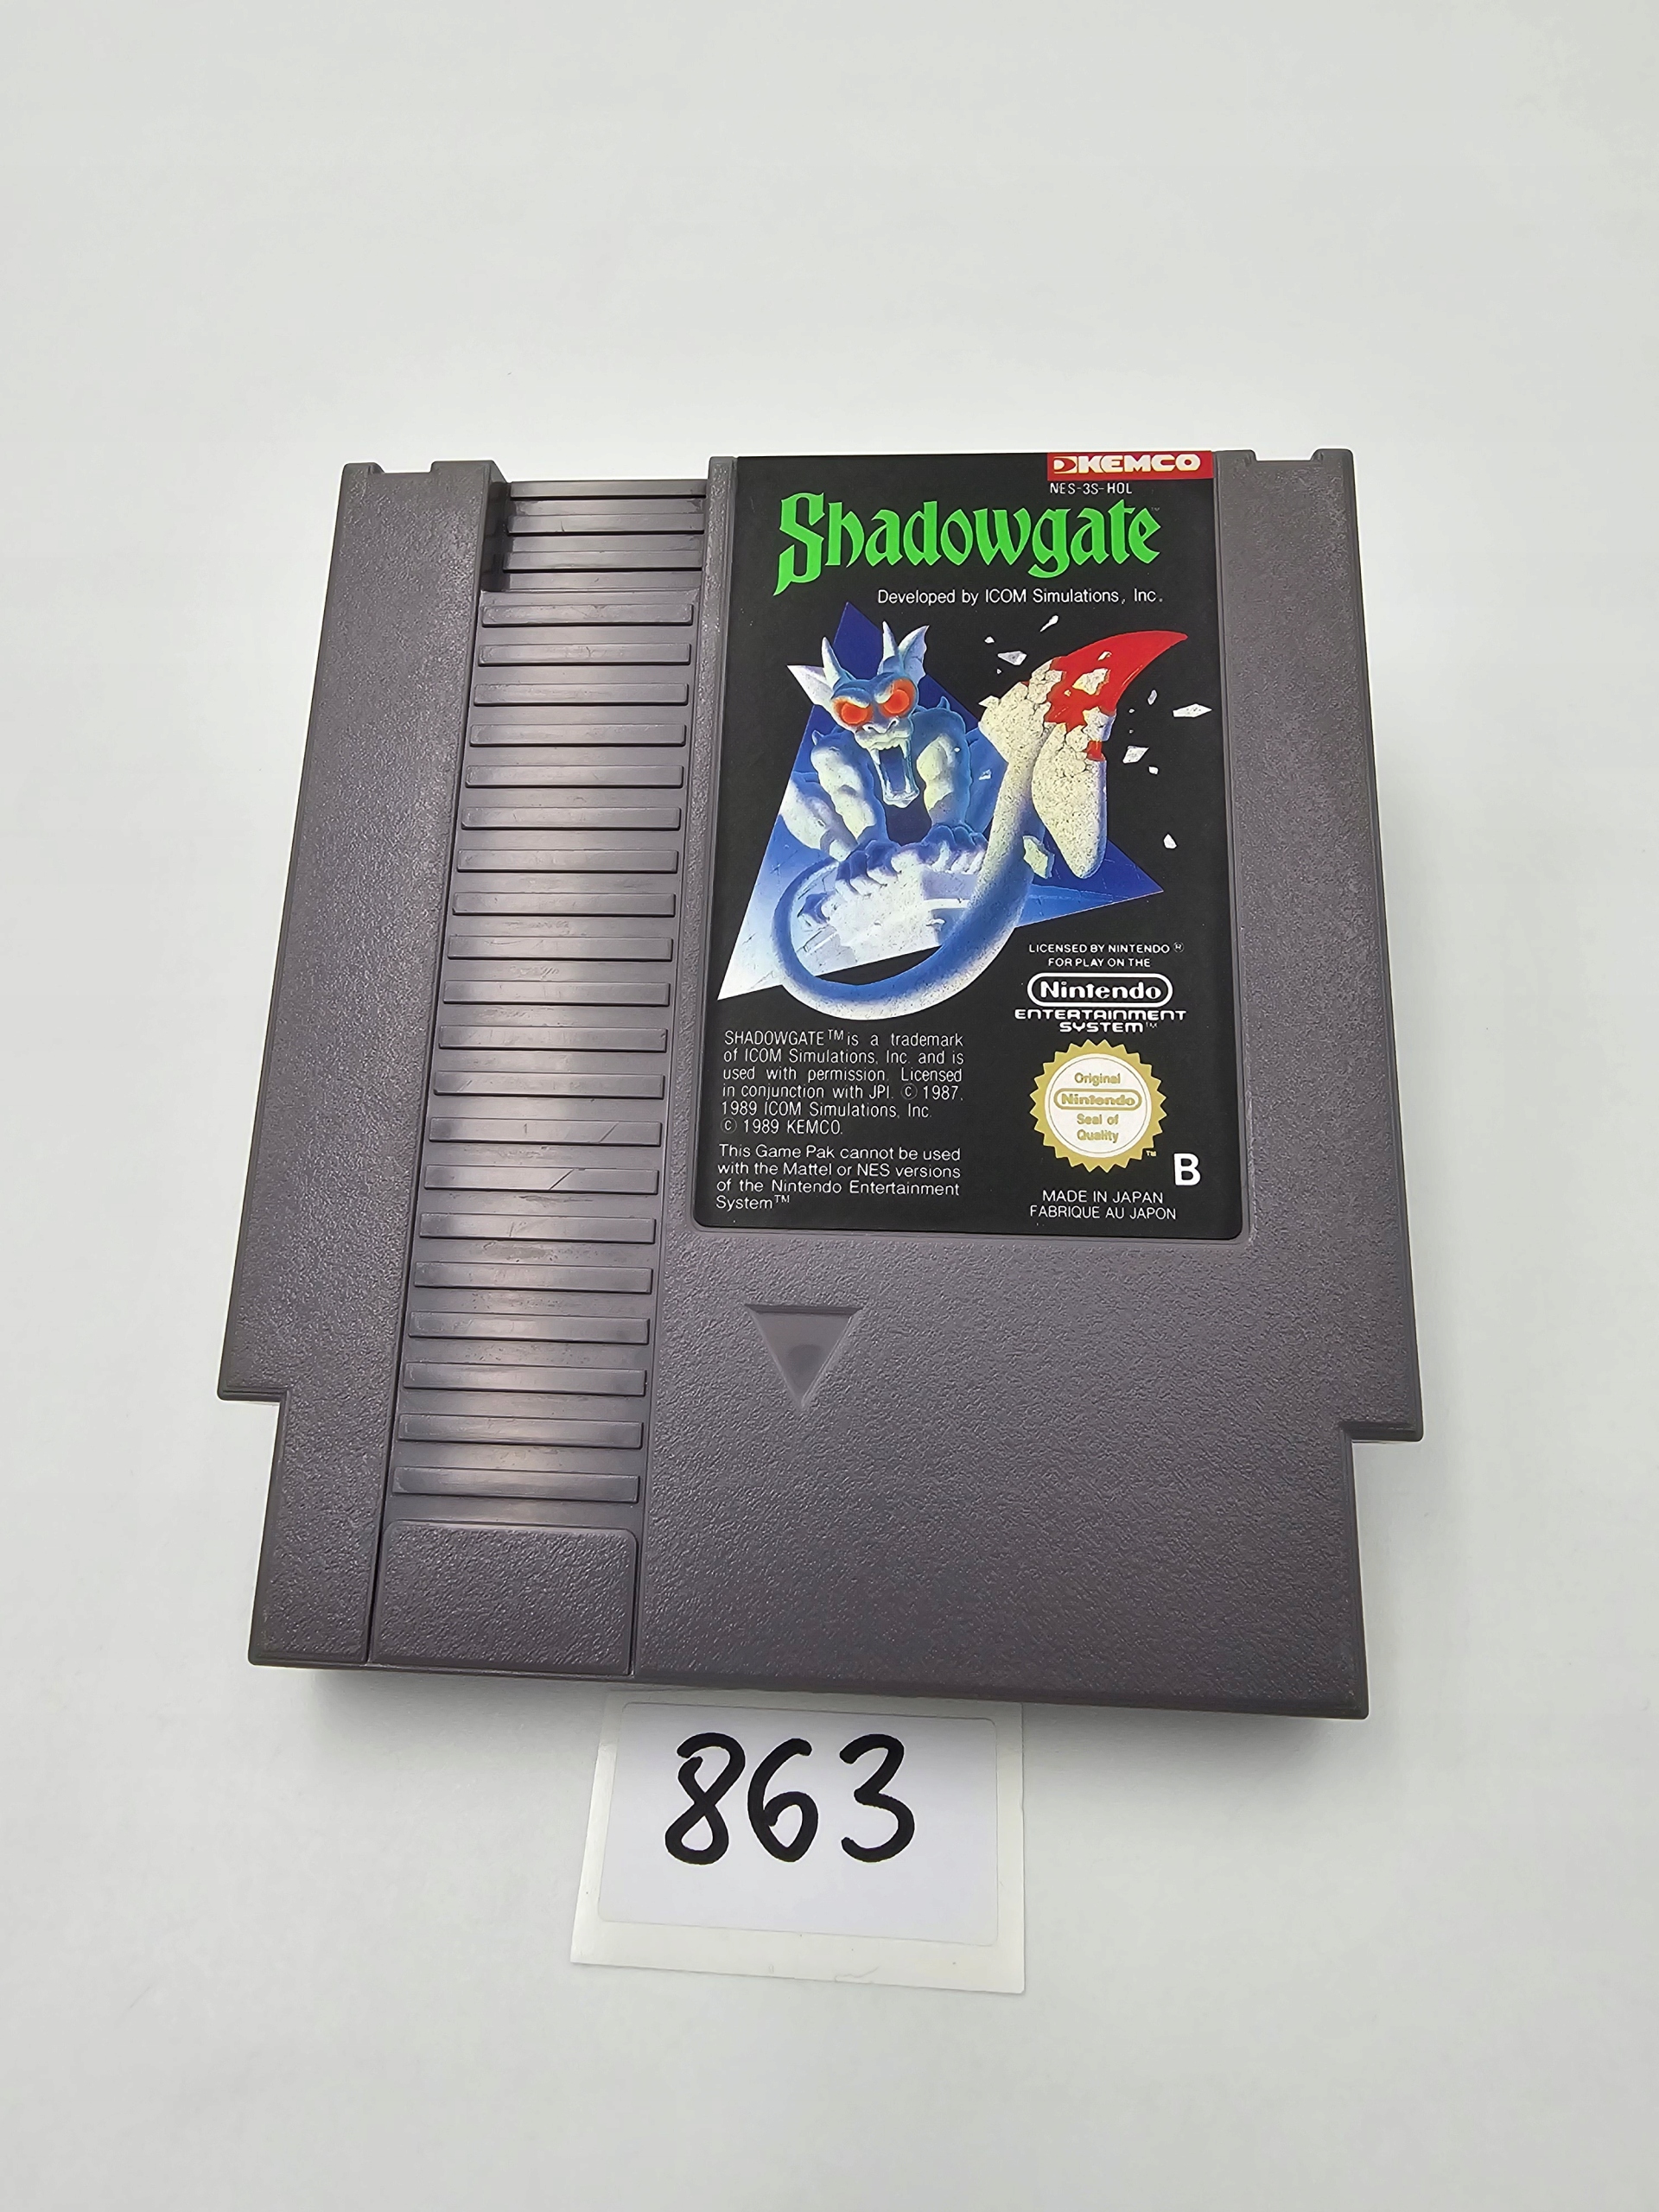 KEMCO
NES-3S-HOL
Shadowgate™
Developed by ICOM Simulations, Inc.
LICENSED BY NINTENDO®
FOR PLAY ON THE
Nintendo
ENTERTAINMENT
SYSTEM™
SHADOWGATE™ is a trademark
of ICOM Simulations, Inc. and is
used with permission. Licensed
in conjunction with JPI. © 1987,
1989 ICOM Simulations, Inc.
© 1989 KEMCO.
This Game Pak cannot be used
with the Mattel or NES versions
of the Nintendo Entertainment
System™
Original
Nintendo
Seal of
Quality
™
B
MADE IN JAPAN
FABRIQUE AU JAPON
863